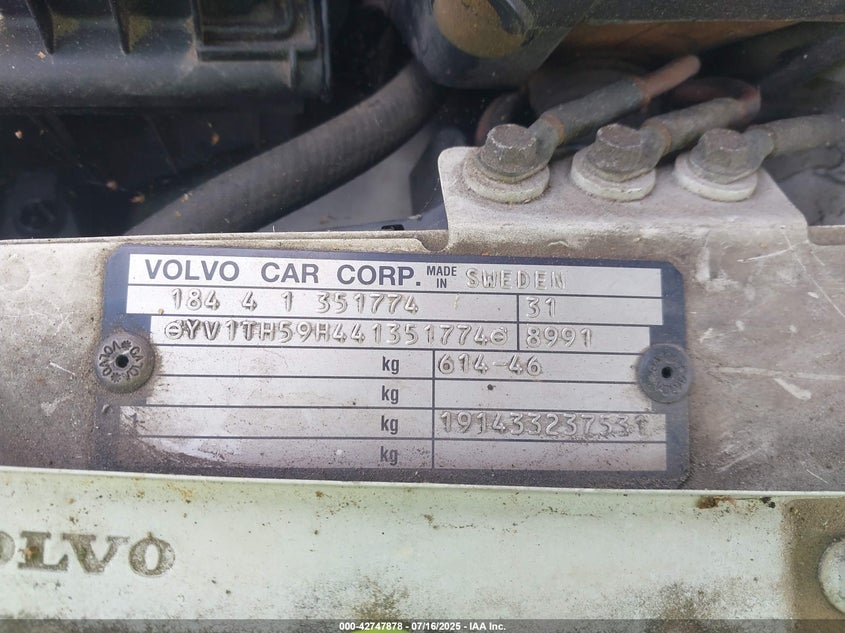 VOLVO CAR CORP. MADE IN SWEDEN
184 4 1 351774 31
⊖YV1TH59H441351774⊖ 8991
kg 614-46
kg
kg 191433237531
kg
VOLVO
000-42747878 - 07/16/2025 - IAA Inc.